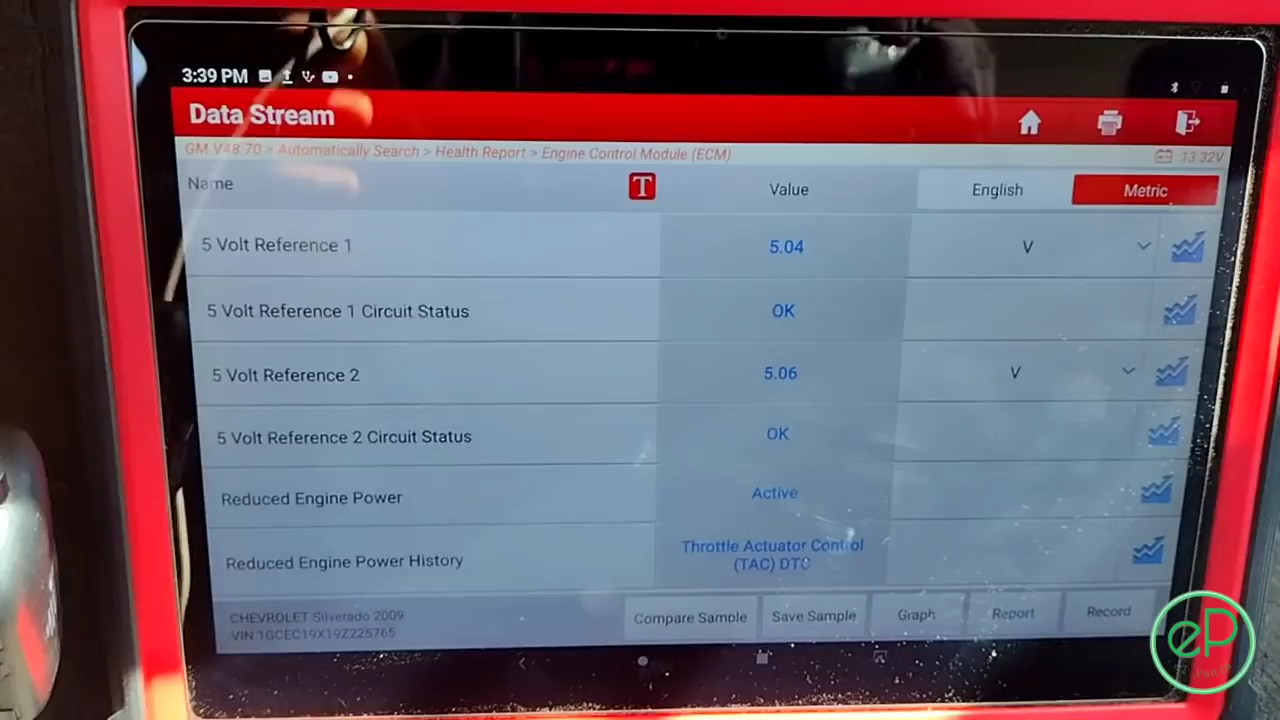 3:39 PM
Data Stream
GM V48.70 > Automatically Search > Health Report > Engine Control Module (ECM)
13.32V
Name
T
Value
English
Metric
5 Volt Reference 1
5.04
V
5 Volt Reference 1 Circuit Status
OK
5 Volt Reference 2
5.06
V
5 Volt Reference 2 Circuit Status
OK
Reduced Engine Power
Active
Reduced Engine Power History
Throttle Actuator Control
(TAC) DTC
CHEVROLET Silverado 2009
VIN 1GCEC19X19Z225765
Compare Sample
Save Sample
Graph
Report
Record
eP